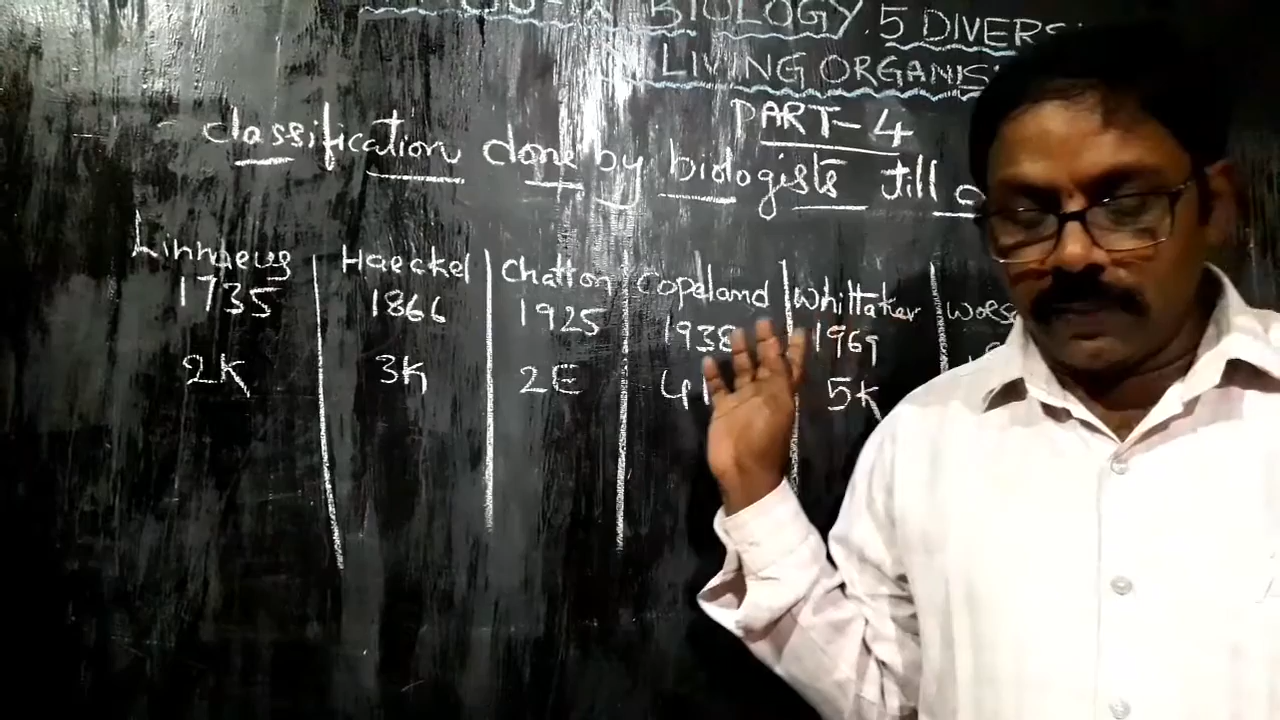 BIOLOGY. 5 DIVERS
LIVING ORGANIS
PART-4
classification done by biologists till
Linnaeus Haeckel Chatton Copeland Whittaker Woes
1735 1866 1925 1938 1969
2K 3K 2E 4 5K